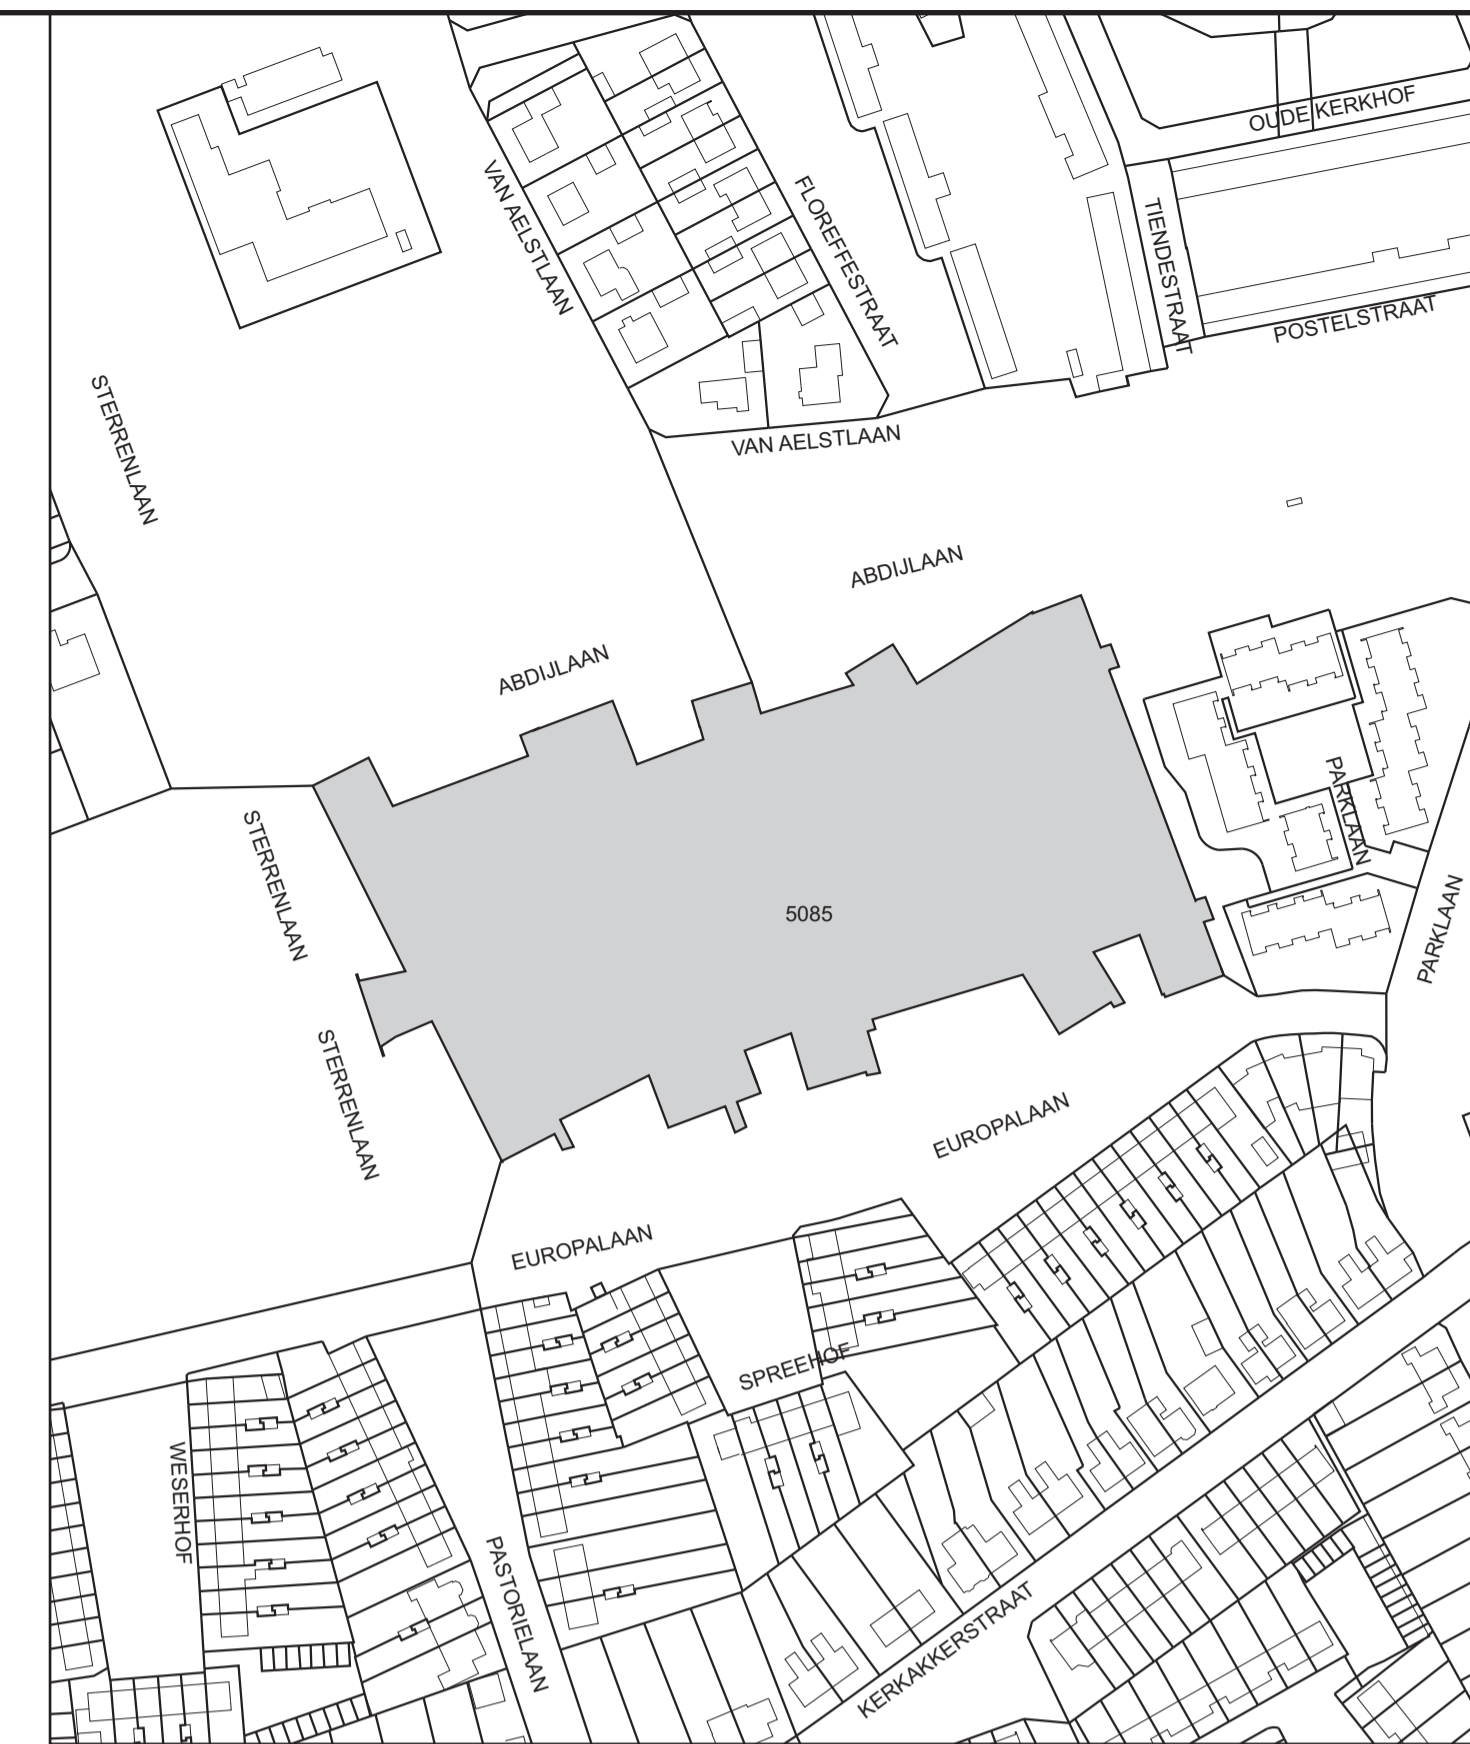 OUDE KERKHOF
VAN AELSTLAAN
FLOREFFESTRAAT
TIENDESTRAAT
POSTELSTRAAT
STERRENLAAN
VAN AELSTLAAN
ABDIJLAAN
ABDIJLAAN
PARKLAAN
STERRENLAAN
5085
PARKLAAN
STERRENLAAN
EUROPALAAN
EUROPALAAN
SPREEHOF
WESERHOF
PASTORIELAAN
KERKAKKERSTRAAT